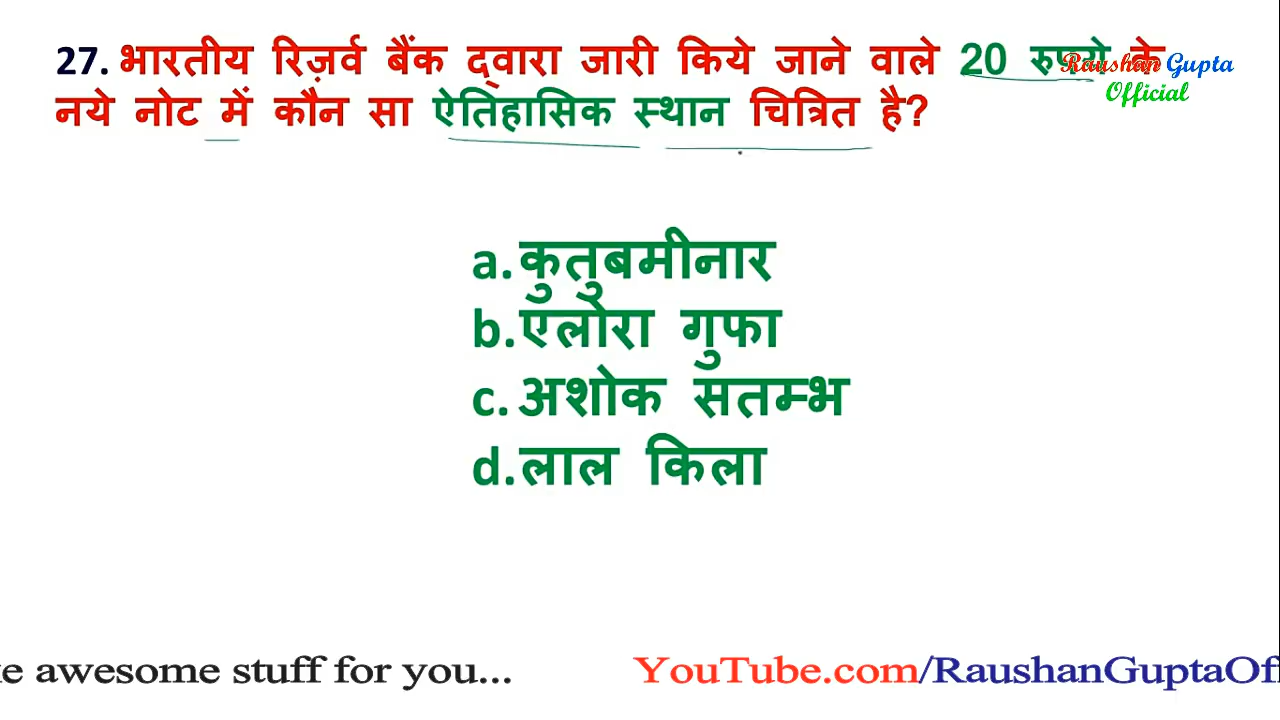 27. भारतीय रिज़र्व बैंक द्वारा जारी किये जाने वाले 20 रुपये के
Raushan Gupta
Official
नये नोट में कौन सा ऐतिहासिक स्थान चित्रित है?
a. कुतुबमीनार
b. एलोरा गुफा
c. अशोक सतम्भ
d. लाल किला
e awesome stuff for you... YouTube.com/RaushanGuptaOf